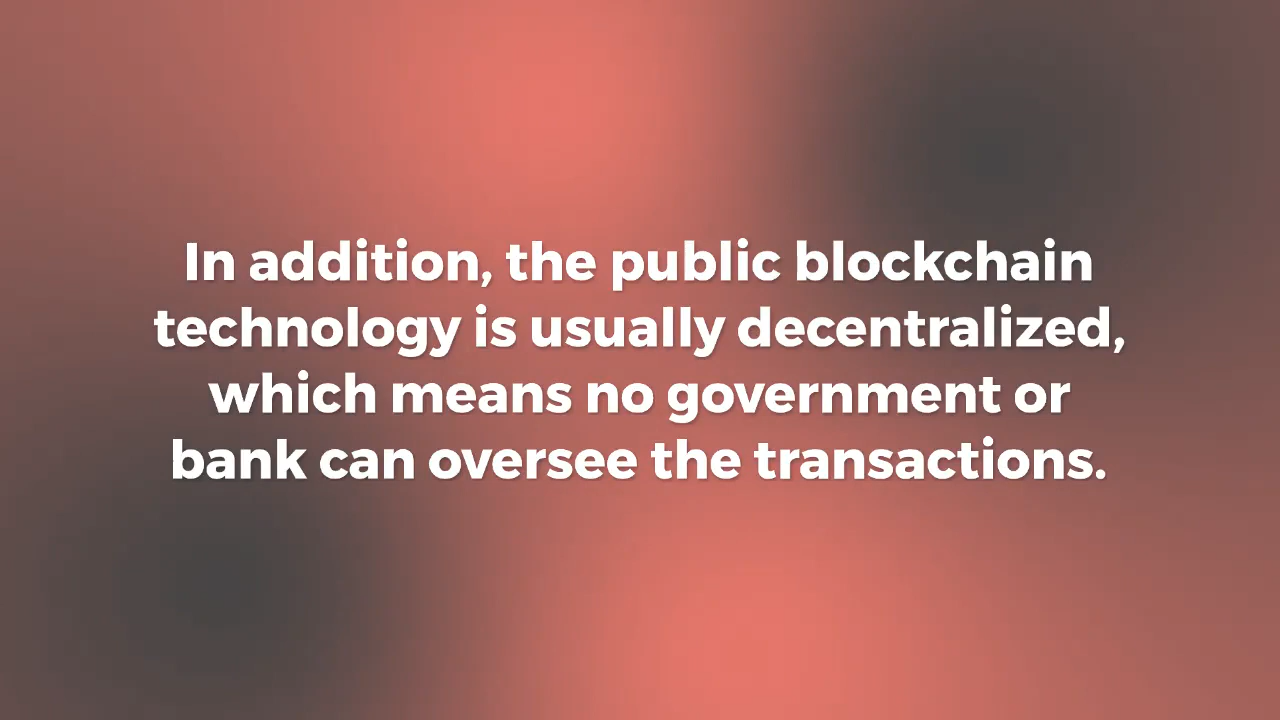 In addition, the public blockchain
technology is usually decentralized,
which means no government or
bank can oversee the transactions.